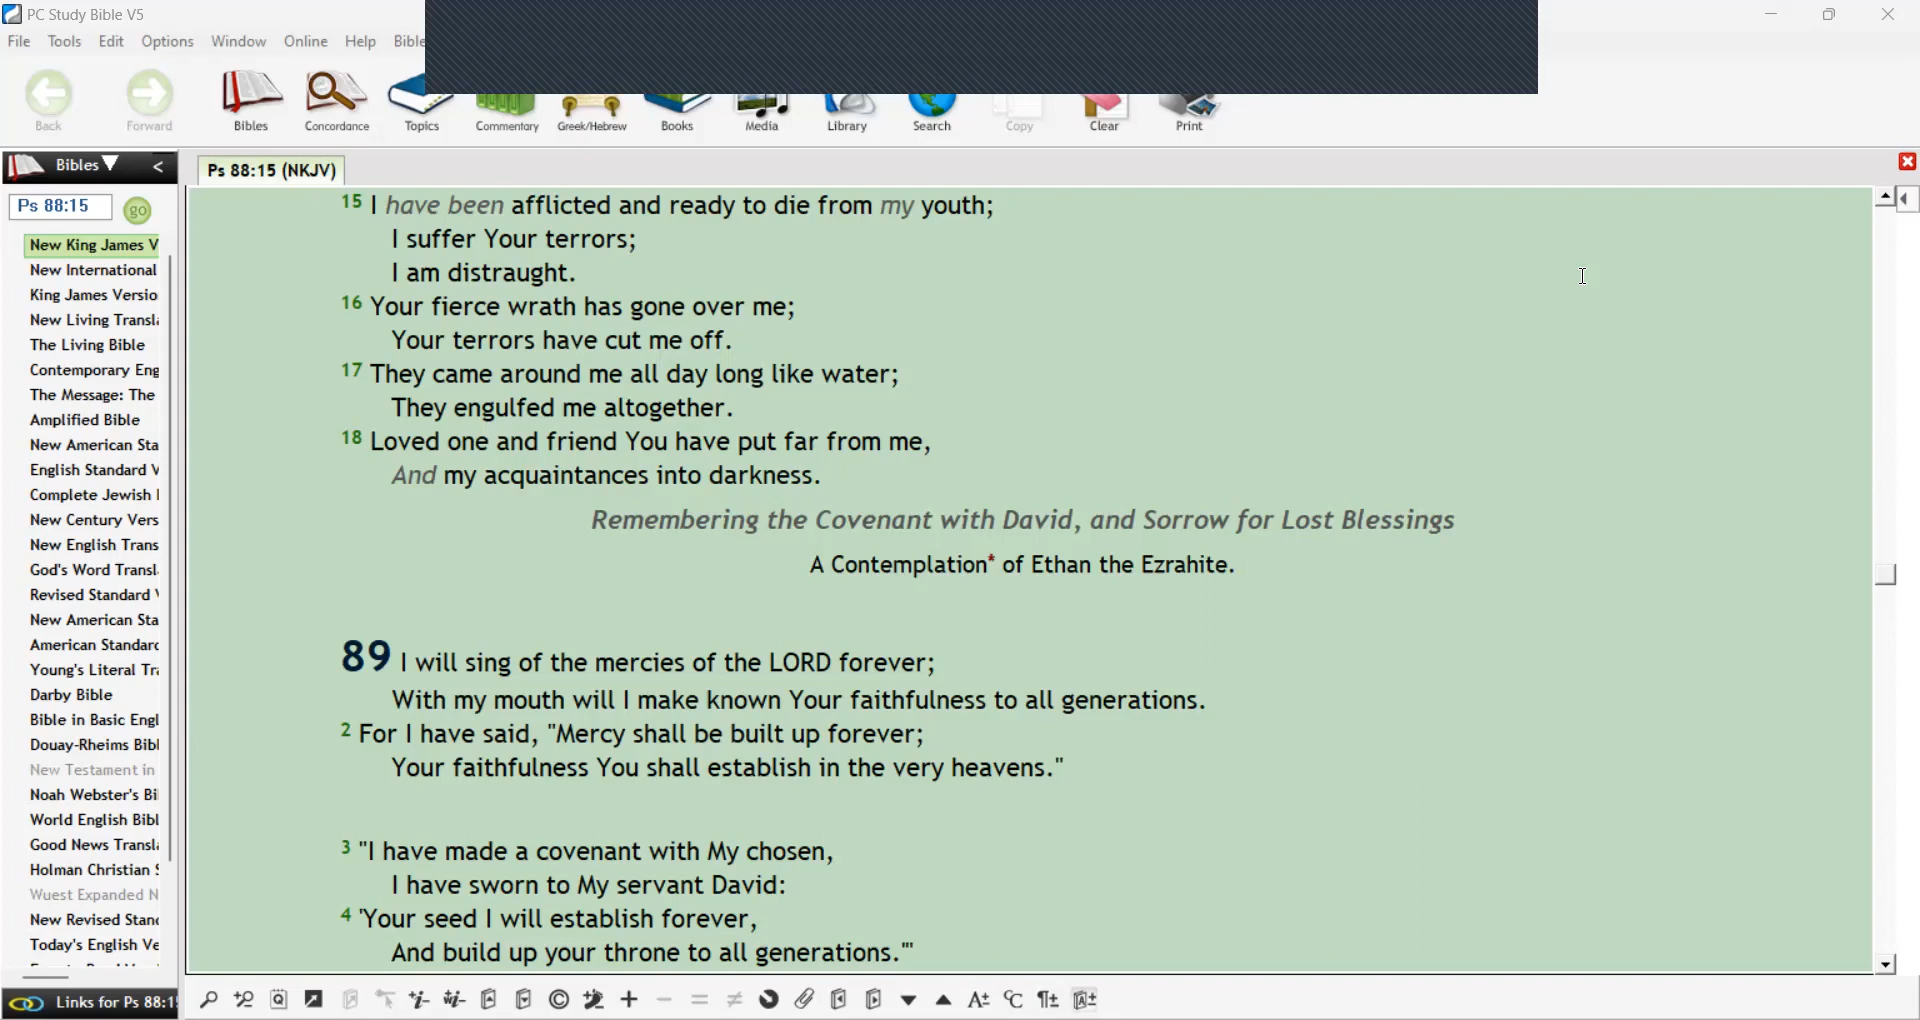 PC Study Bible V5
File Tools Edit Options Window Online Help Bible
Back Forward Bibles Concordance Topics Commentary Greek/Hebrew Books Media Library Search Copy Clear Print
Bibles
Ps 88:15 (NKJV)
Ps 88:15
go
New King James V
New International
King James Versio
New Living Transl
The Living Bible
Contemporary Eng
The Message: The
Amplified Bible
New American Sta
English Standard V
Complete Jewish
New Century Vers
New English Trans
God's Word Transl
Revised Standard
New American Sta
American Standard
Young's Literal Tra
Darby Bible
Bible in Basic Engl
Douay-Rheims Bibl
New Testament in
Noah Webster's Bi
World English Bibl
Good News Transl
Holman Christian S
Wuest Expanded N
New Revised Stand
Today's English Ve
Links for Ps 88:1
15 I have been afflicted and ready to die from my youth;
I suffer Your terrors;
I am distraught.
16 Your fierce wrath has gone over me;
Your terrors have cut me off.
17 They came around me all day long like water;
They engulfed me altogether.
18 Loved one and friend You have put far from me,
And my acquaintances into darkness.
Remembering the Covenant with David, and Sorrow for Lost Blessings
A Contemplation* of Ethan the Ezrahite.
89 I will sing of the mercies of the LORD forever;
With my mouth will I make known Your faithfulness to all generations.
2 For I have said, "Mercy shall be built up forever;
Your faithfulness You shall establish in the very heavens."
3 "I have made a covenant with My chosen,
I have sworn to My servant David:
4 'Your seed I will establish forever,
And build up your throne to all generations.'"